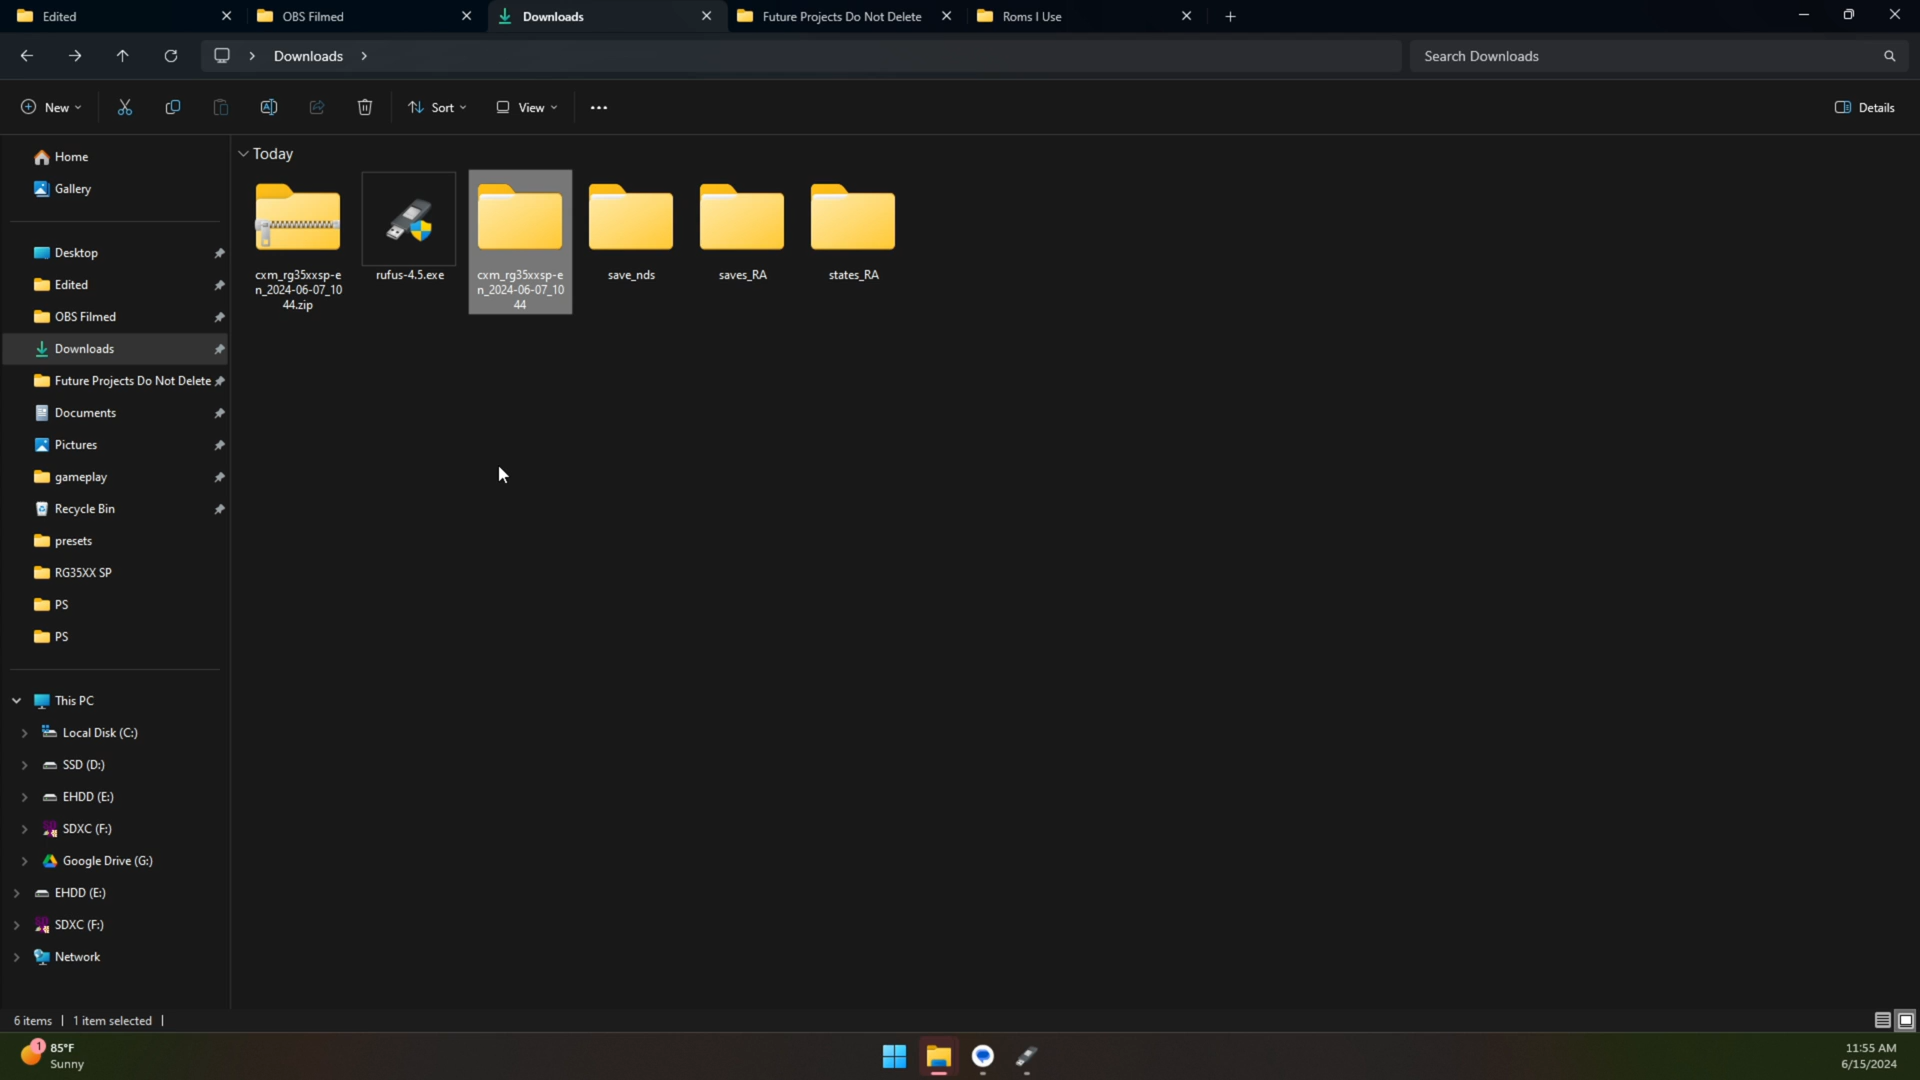 Edited
OBS Filmed
Downloads
Future Projects Do Not Delete
Roms I Use
Downloads
Search Downloads
New
Sort
View
Details
Home
Gallery
Desktop
Edited
OBS Filmed
Downloads
Future Projects Do Not Delete
Documents
Pictures
gameplay
Recycle Bin
presets
RG35XX SP
PS
PS
This PC
Local Disk (C:)
SSD (D:)
EHDD (E:)
SDXC (F:)
Google Drive (G:)
EHDD (E:)
SDXC (F:)
Network
Today
cxm_rg35xxsp-e
n_2024-06-07_10
44.zip
rufus-4.5.exe
cxm_rg35xxsp-e
n_2024-06-07_10
44
save_nds
saves_RA
states_RA
6 items
1 item selected
1
85°F
Sunny
11:55 AM
6/15/2024